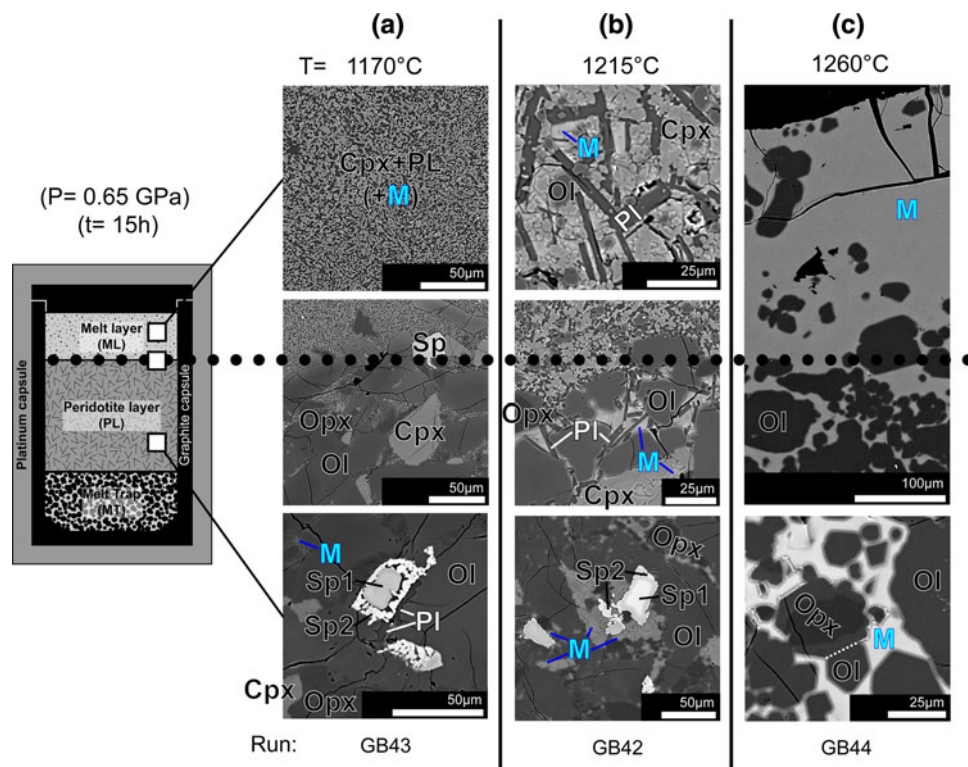 (a)
(b)
(c)
T= 1170°C
1215°C
1260°C
(P= 0.65 GPa)
(t= 15h)
Platinum capsule
Graphite capsule
Melt layer
(ML)
Peridotite layer
(PL)
Melt Trap
(MT)
Cpx+PL
(+M)
50µm
Sp
Opx
Cpx
Ol
50µm
M
Sp1
Ol
Sp2
Pl
Cpx
Opx
50µm
Cpx
M
Ol
Pl
25µm
Opx
Ol
Pl
M
Cpx
25µm
Opx
Sp2
Sp1
M
Ol
50µm
M
Ol
100µm
Opx
Ol
M
Ol
25µm
Run:
GB43
GB42
GB44